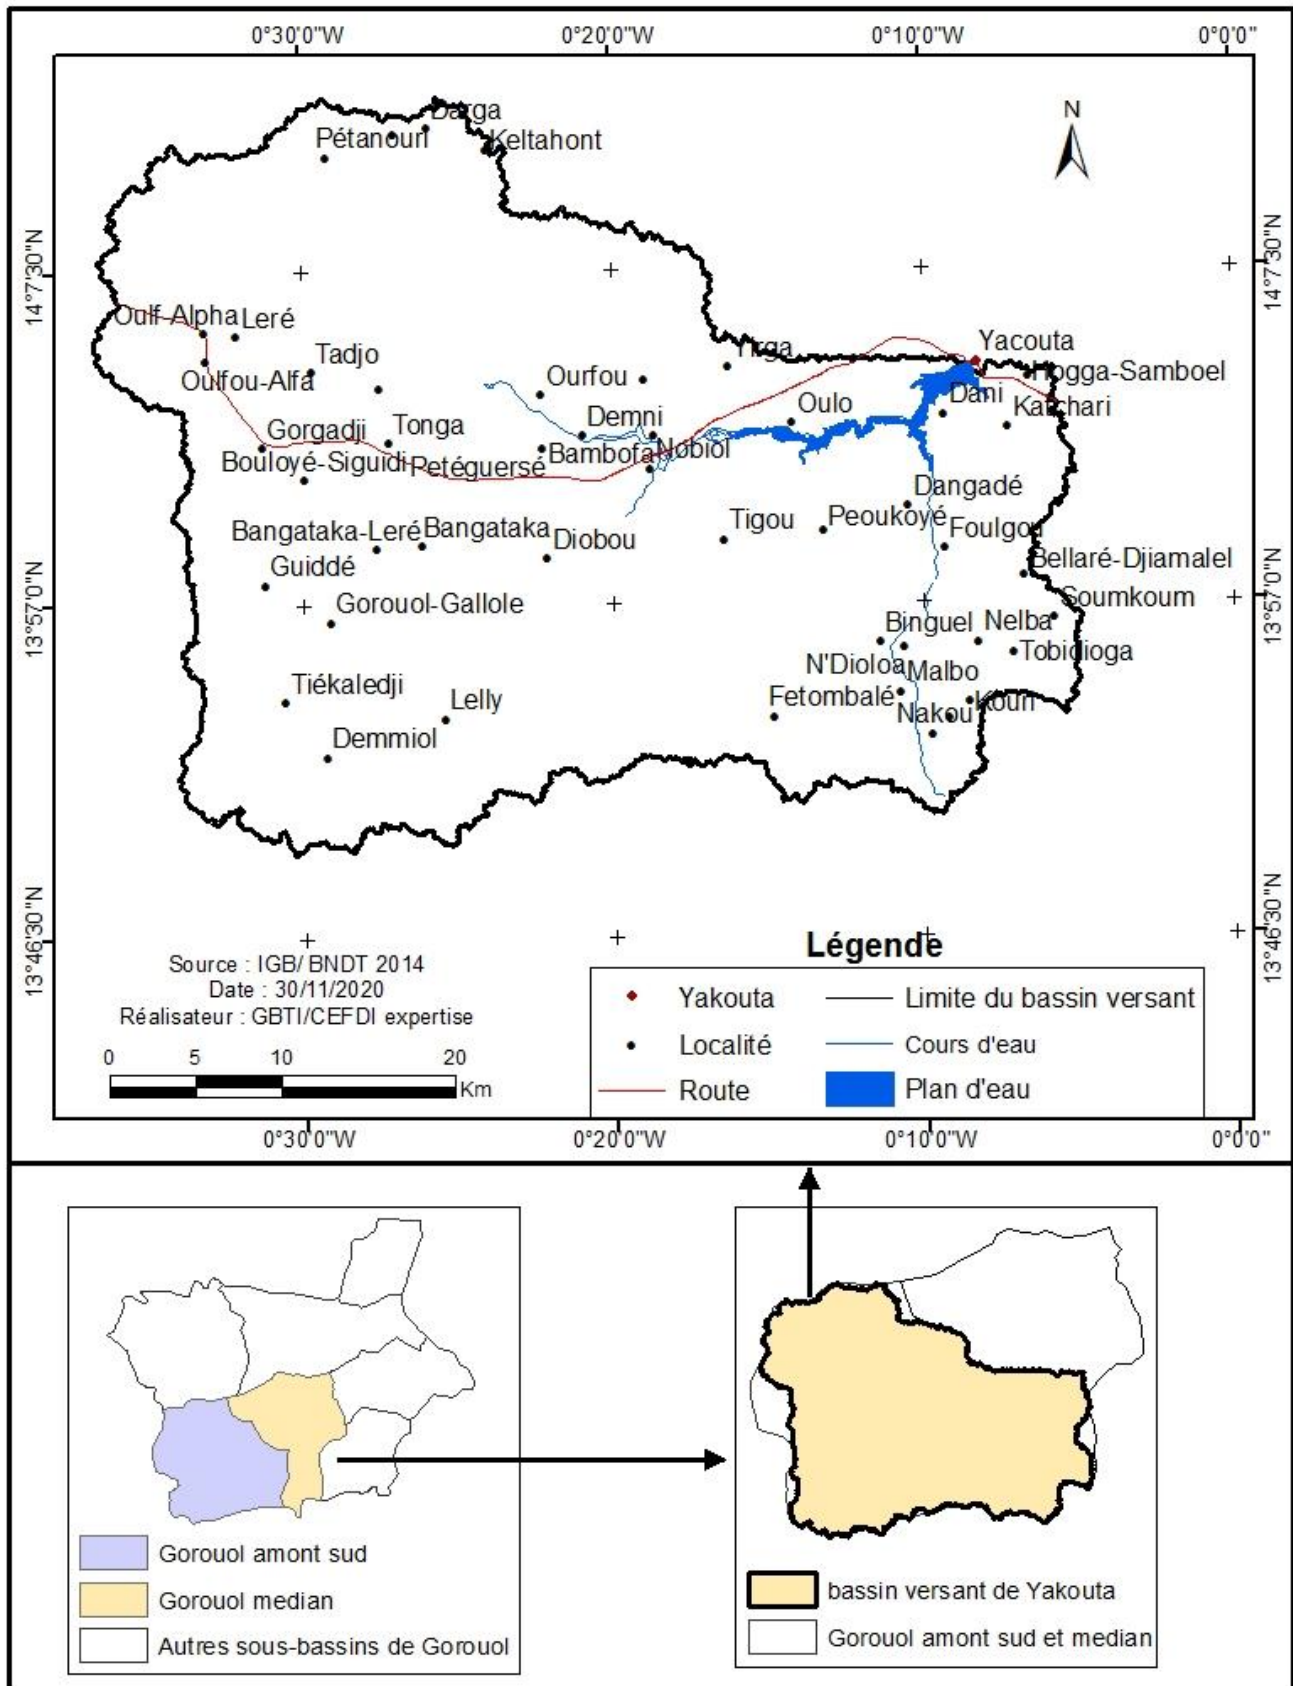 0°30'0"W 0°20'0"W 0°10'0"W 0°0'0"
N
Darga
Pétanouri
Keltahont
14°7'30"N
14°7'30"N
Oulf-Alpha
Leré
Yacouta
Tadjo
Yirga
Hogga-Samboel
Oulfou-Alfa
Ourfou
Dani
Katchari
Oulo
Gorgadji
Tonga
Demni
Bouloyé-Siguidi
Petéguersé
Bambofa
Nobiol
Dangadé
Tigou
Peoukoyé
Bangataka-Leré
Bangataka
Diobou
Foulgou
Guiddé
Bellaré-Djiamalel
13°57'0"N
13°57'0"N
Gorouol-Gallole
Soumkoum
Binguel
Nelba
Tobidioga
N'Dioloa
Malbo
Tiékaledji
Lelly
Fetombalé
Nakou
Kouri
Demmiol
13°46'30"N
13°46'30"N
Source : IGB/ BNDT 2014
Date : 30/11/2020
Réalisateur : GBTI/CEFDI expertise
0 5 10 20
Km
Légende
Yakouta
Limite du bassin versant
Localité
Cours d'eau
Route
Plan d'eau
0°30'0"W 0°20'0"W 0°10'0"W 0°0'0"
Gorouol amont sud
Gorouol median
Autres sous-bassins de Gorouol
bassin versant de Yakouta
Gorouol amont sud et median